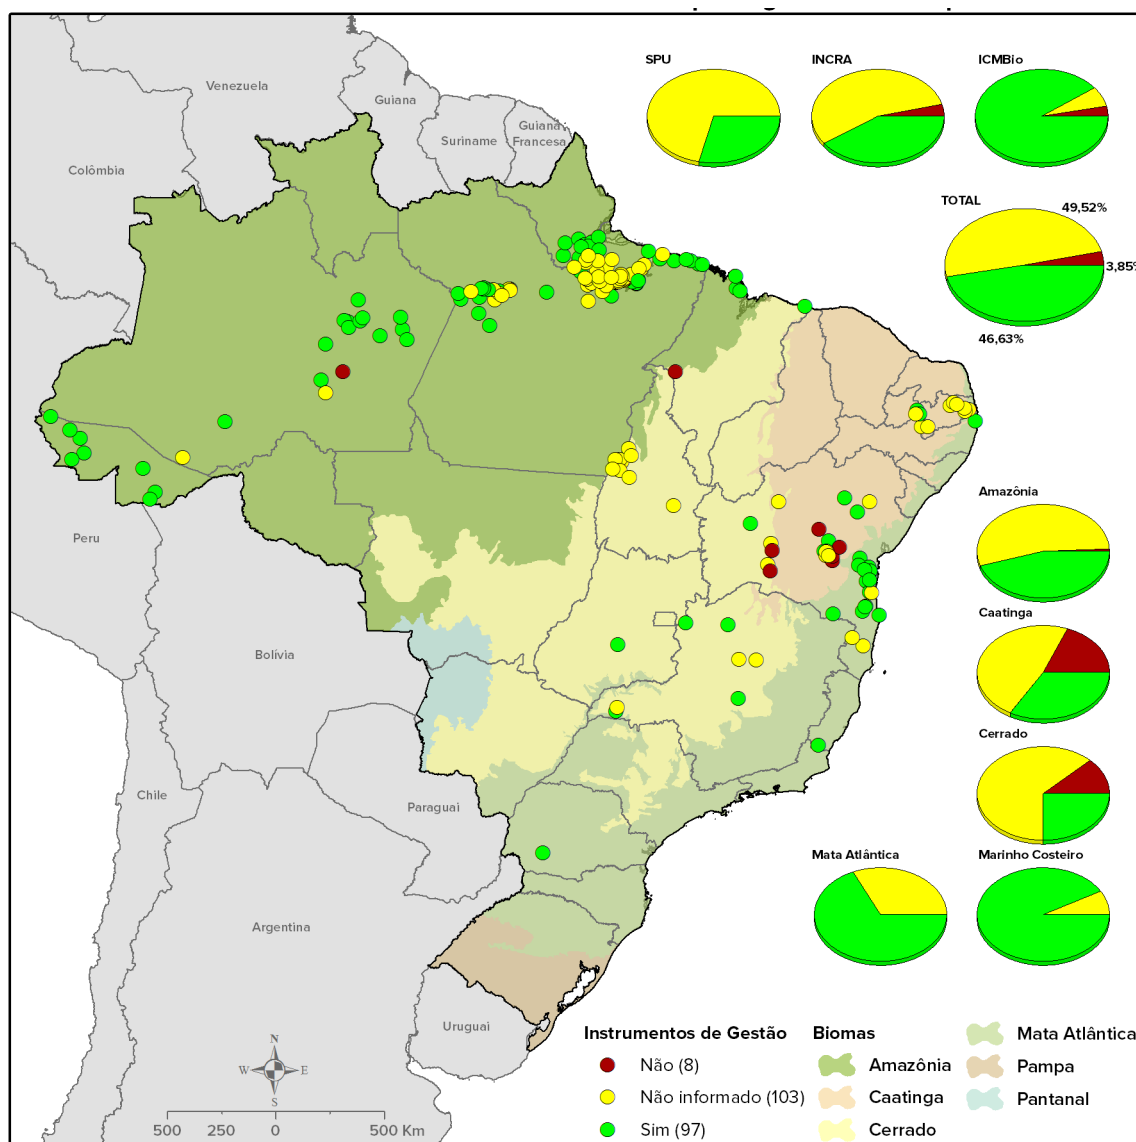 SPU
INCRA
ICMBio
Venezuela
Guiana
Suriname
Guiana
Francesa
Colômbia
TOTAL
49,52%
3,85%
46,63%
Amazônia
Peru
Caatinga
Bolívia
Cerrado
Chile
Paraguai
Mata Atlântica
Marinho Costeiro
Argentina
Uruguai
Instrumentos de Gestão
Não (8)
Não informado (103)
Sim (97)
Biomas
Amazônia
Caatinga
Cerrado
Mata Atlântica
Pampa
Pantanal
N
W
E
S
500 250 0 500 Km